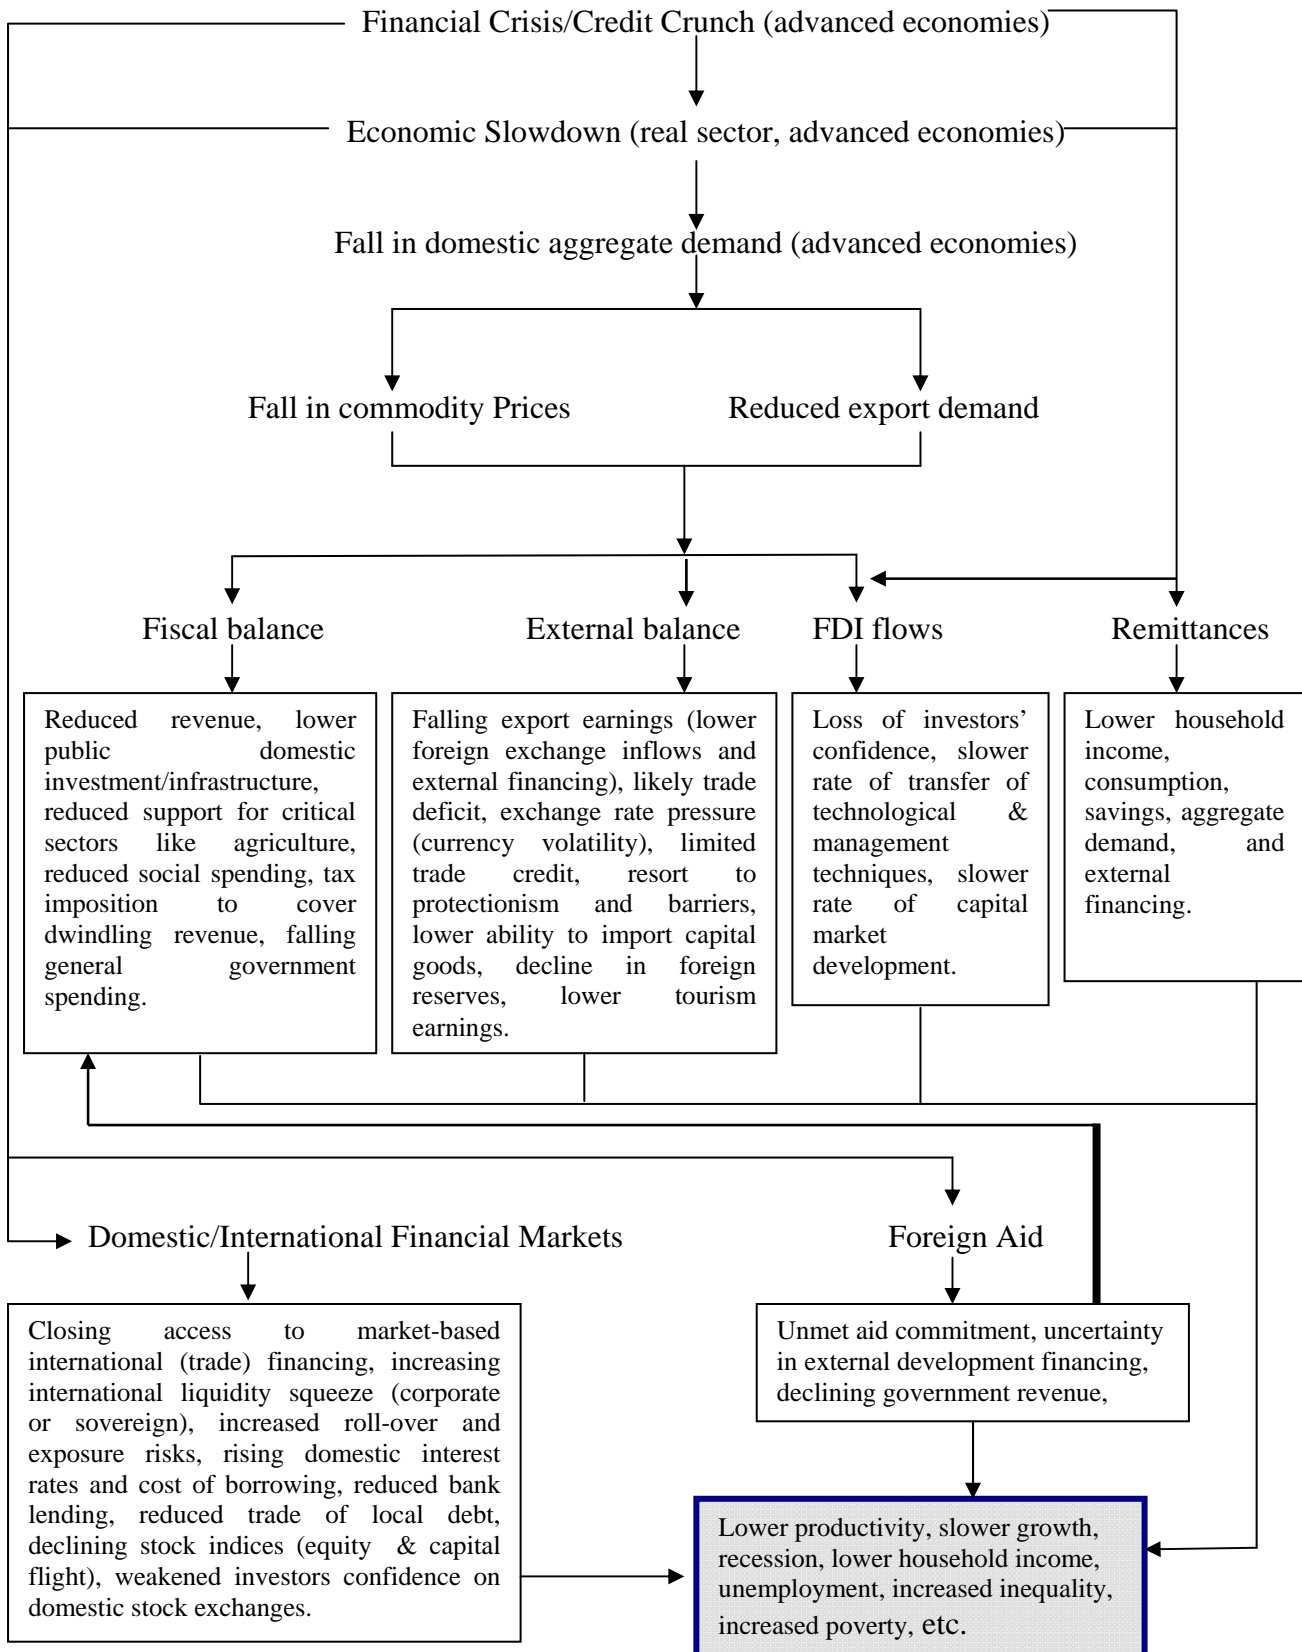 Financial Crisis/Credit Crunch (advanced economies)
Economic Slowdown (real sector, advanced economies)
Fall in domestic aggregate demand (advanced economies)
Fall in commodity Prices
Reduced export demand
Fiscal balance
External balance
FDI flows
Remittances
Reduced revenue, lower
public domestic
investment/infrastructure,
reduced support for critical
sectors like agriculture,
reduced social spending, tax
imposition to cover
dwindling revenue, falling
general government
spending.
Falling export earnings (lower
foreign exchange inflows and
external financing), likely trade
deficit, exchange rate pressure
(currency volatility), limited
trade credit, resort to
protectionism and barriers,
lower ability to import capital
goods, decline in foreign
reserves, lower tourism
earnings.
Loss of investors’
confidence, slower
rate of transfer of
technological &
management
techniques, slower
rate of capital
market
development.
Lower household
income,
consumption,
savings, aggregate
demand, and
external
financing.
Domestic/International Financial Markets
Foreign Aid
Closing access to market-based
international (trade) financing, increasing
international liquidity squeeze (corporate
or sovereign), increased roll-over and
exposure risks, rising domestic interest
rates and cost of borrowing, reduced bank
lending, reduced trade of local debt,
declining stock indices (equity & capital
flight), weakened investors confidence on
domestic stock exchanges.
Unmet aid commitment, uncertainty
in external development financing,
declining government revenue,
Lower productivity, slower growth,
recession, lower household income,
unemployment, increased inequality,
increased poverty, etc.